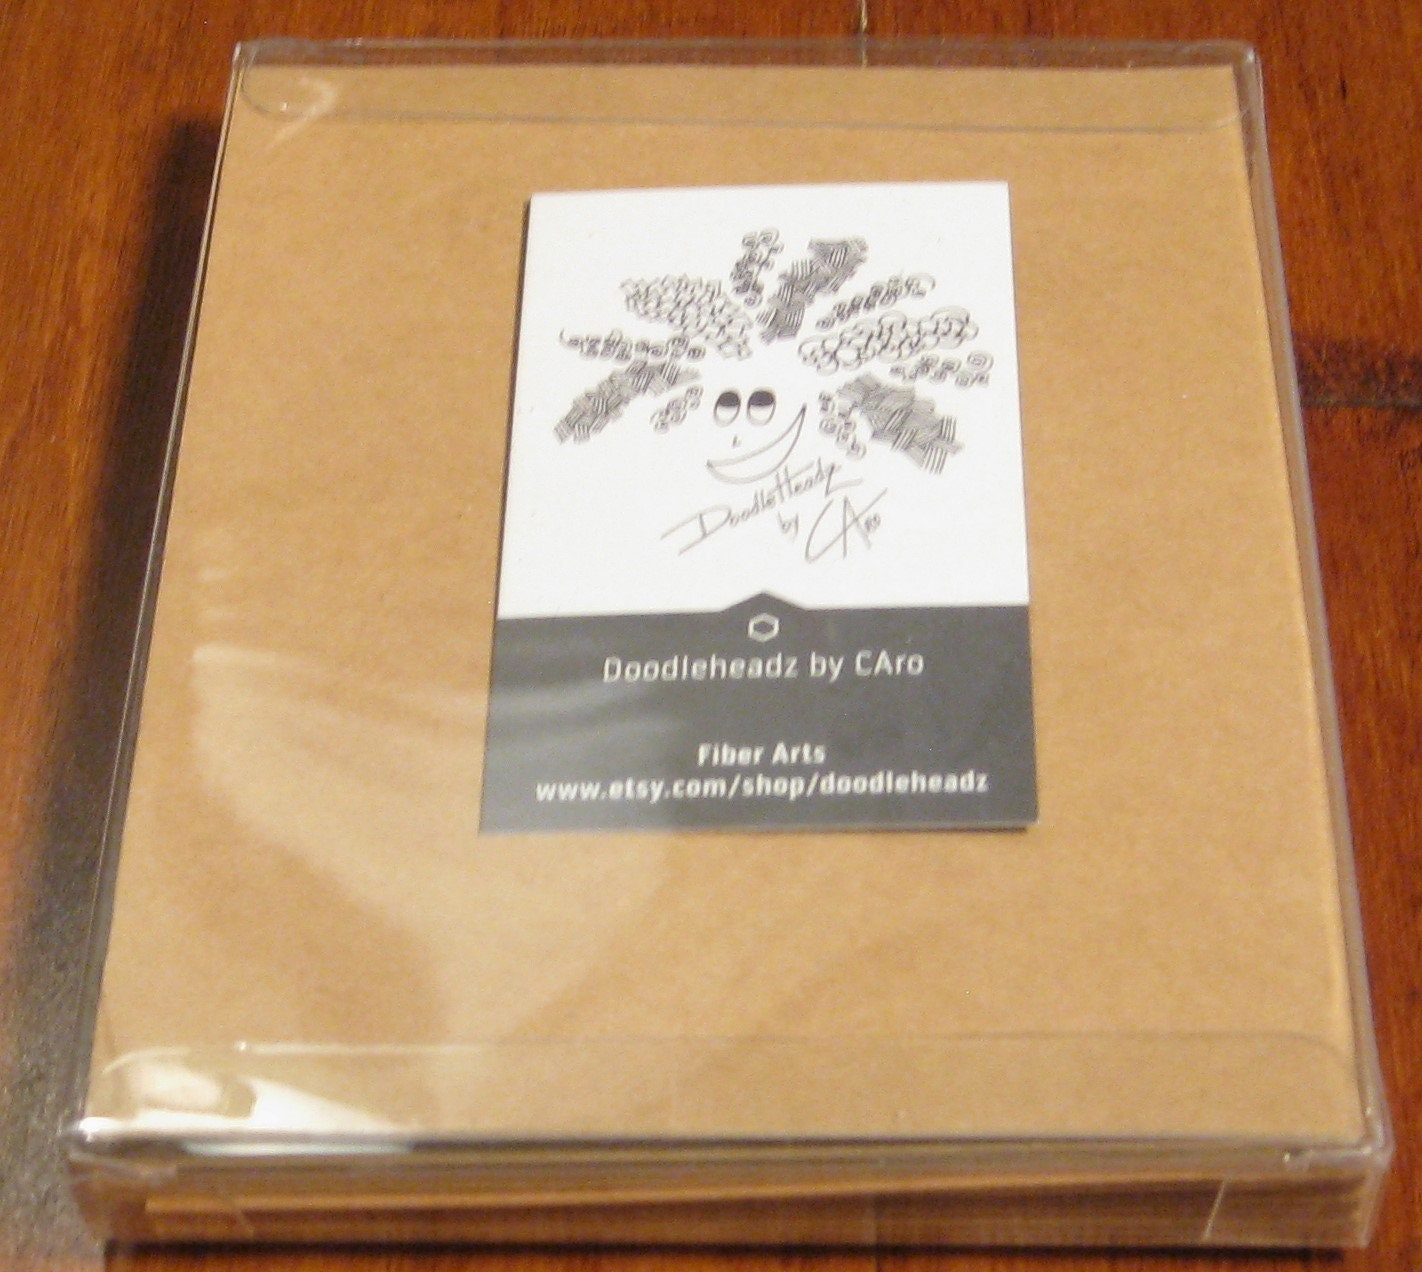 DoodleHeadz
by CAro
Doodleheadz by CAro
Fiber Arts
www.etsy.com/shop/doodleheadz